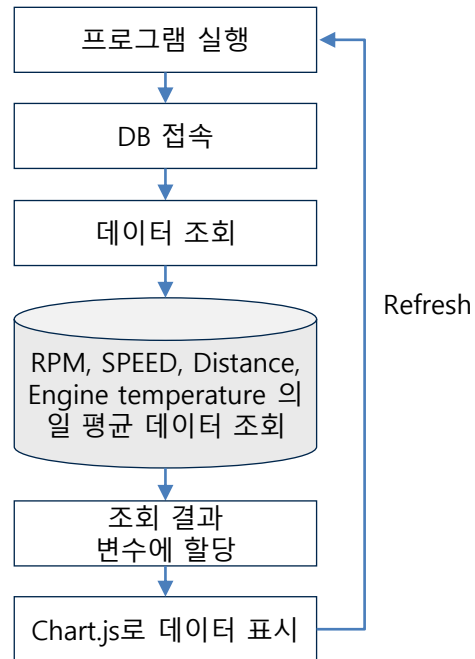 프로그램 실행
DB 접속
데이터 조회
RPM, SPEED, Distance,
Engine temperature 의
일 평균 데이터 조회
조회 결과
변수에 할당
Chart.js로 데이터 표시
Refresh